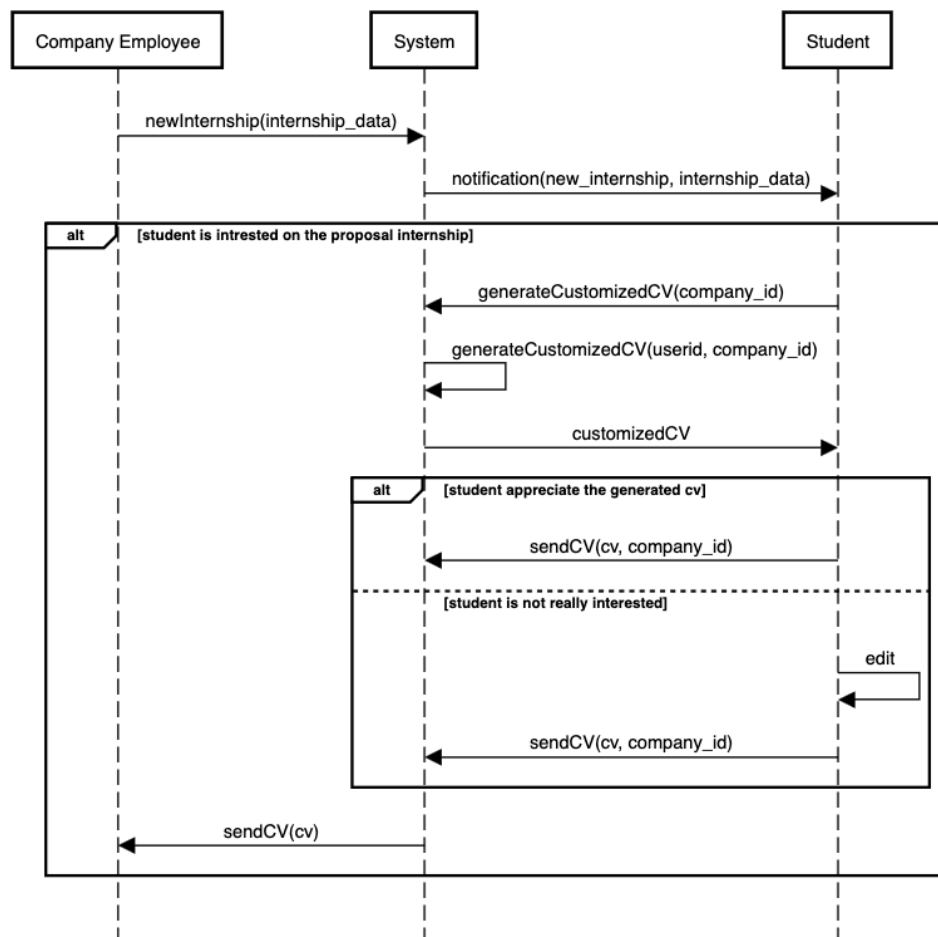 Company Employee
System
Student
newInternship(internship_data)
notification(new_internship, internship_data)
alt
[student is intrested on the proposal internship]
generateCustomizedCV(company_id)
generateCustomizedCV(userid, company_id)
customizedCV
alt
[student appreciate the generated cv]
sendCV(cv, company_id)
[student is not really interested]
edit
sendCV(cv, company_id)
sendCV(cv)